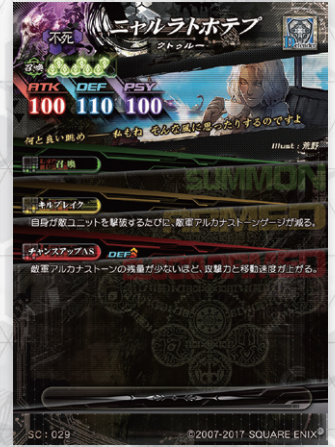 ニャルラトホテプ
不死
クトゥルー
召喚
ATK DEF PSY
100 110 100
何と良い眺め――私もね そんな風に思ったりするのですよ
Illust：荒野
召喚
SUMMON
キルブレイク
自身が敵ユニットを撃破するたびに、敵軍アルカナストーンゲージが減る。
チャンスアップAS DEF
敵軍アルカナストーンの残量が少ないほど、攻撃力と移動速度が上がる。
SC：029
©2007-2017 SQUARE ENIX